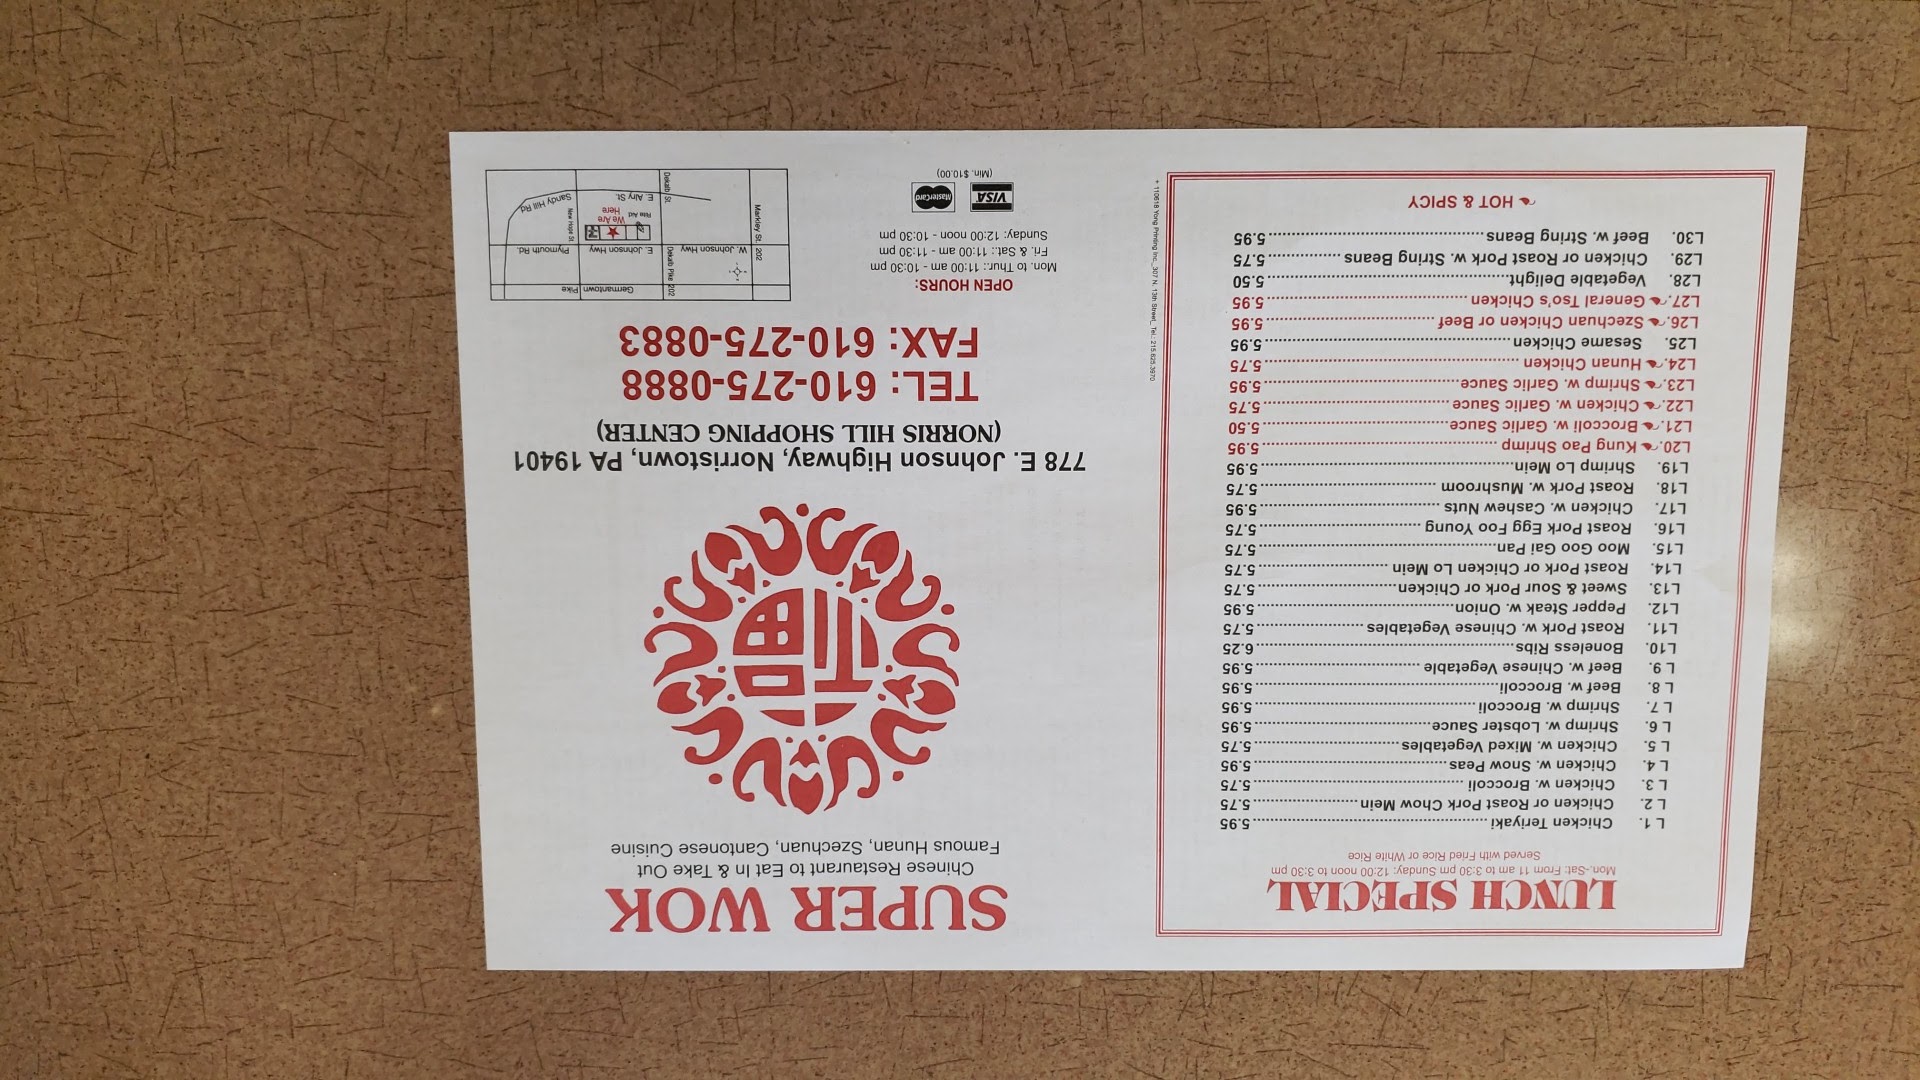 LUNCH SPECIAL
Mon.-Sat: From 11 am to 3:30 pm Sunday: 12:00 noon to 3:30 pm
Served with Fried Rice or White Rice
L 1. Chicken Teriyaki 5.95
L 2. Chicken or Roast Pork Chow Mein 5.75
L 3. Chicken w. Broccoli 5.75
L 4. Chicken w. Snow Peas 5.95
L 5. Chicken w. Mixed Vegetables 5.75
L 6. Shrimp w. Lobster Sauce 5.95
L 7. Shrimp w. Broccoli 5.95
L 8. Beef w. Broccoli 5.95
L 9. Beef w. Chinese Vegetable 5.95
L10. Boneless Ribs 6.25
L11. Roast Pork w. Chinese Vegetables 5.75
L12. Pepper Steak w. Onion 5.95
L13. Sweet & Sour Pork or Chicken 5.75
L14. Roast Pork or Chicken Lo Mein 5.75
L15. Moo Goo Gai Pan 5.75
L16. Roast Pork Egg Foo Young 5.75
L17. Chicken w. Cashew Nuts 5.95
L18. Roast Pork w. Mushroom 5.75
L19. Shrimp Lo Mein 5.95
L20. Kung Pao Shrimp 5.95
L21. Broccoli w. Garlic Sauce 5.50
L22. Chicken w. Garlic Sauce 5.75
L23. Shrimp w. Garlic Sauce 5.95
L24. Hunan Chicken 5.75
L25. Sesame Chicken 5.95
L26. Szechuan Chicken or Beef 5.95
L27. General Tso's Chicken 5.95
L28. Vegetable Delight 5.50
L29. Chicken or Roast Pork w. String Beans 5.75
L30. Beef w. String Beans 5.95
HOT & SPICY
+ 110618 Yong Printing Inc., 307 N. 13th Street, Tel.: 215.625.3970
SUPER WOK
Chinese Restaurant to Eat In & Take Out
Famous Hunan, Szechuan, Cantonese Cuisine
福
778 E. Johnson Highway, Norristown, PA 19401
(NORRIS HILL SHOPPING CENTER)
TEL: 610-275-0888
FAX: 610-275-0883
OPEN HOURS:
Mon. to Thur.: 11:00 am - 10:30 pm
Fri. & Sat.: 11:00 am - 11:30 pm
Sunday: 12:00 noon - 10:30 pm
VISA MasterCard
(Min. $10.00)
Germantown Pike
202
Dekalb Pike
W. Johnson Hwy
E. Johnson Hwy
Plymouth Rd.
202
Markley St.
Rite Aid
We Are
Here
New Hope St.
E. Airy St.
Sandy Hill Rd
Dekalb St.